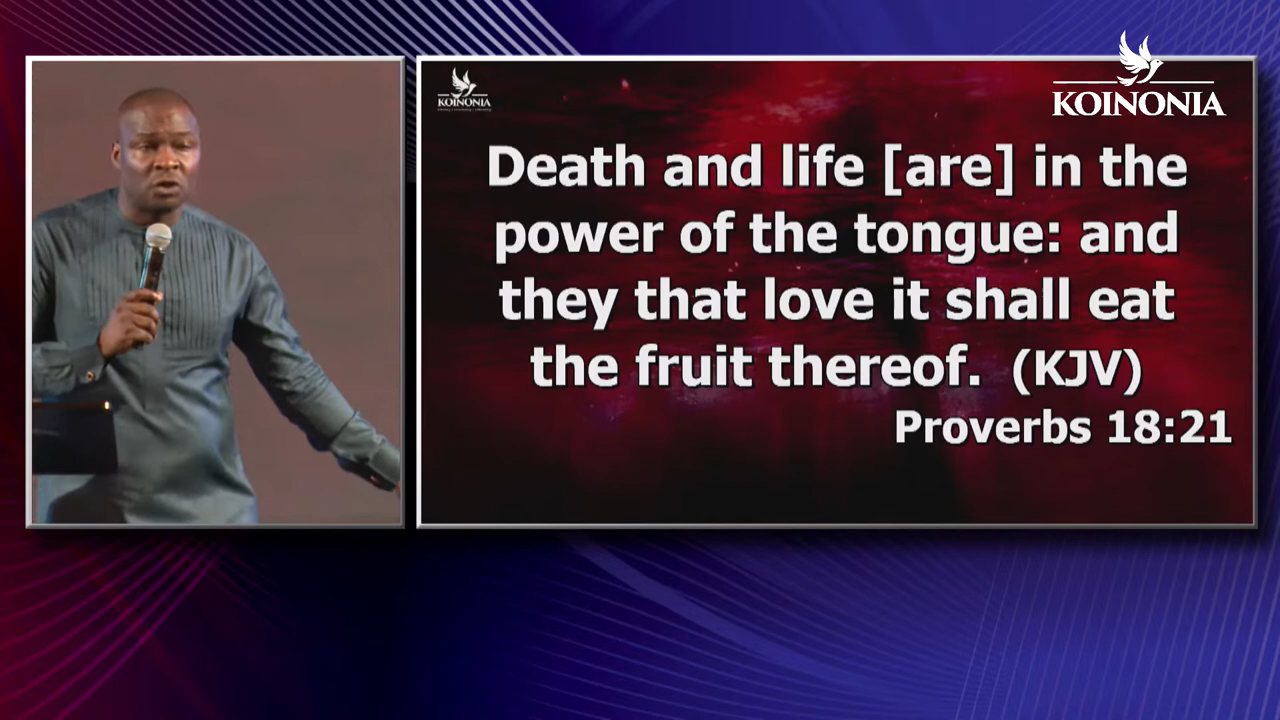 KOINONIA
KOINONIA
Death and life [are] in the
power of the tongue: and
they that love it shall eat
the fruit thereof. (KJV)
Proverbs 18:21